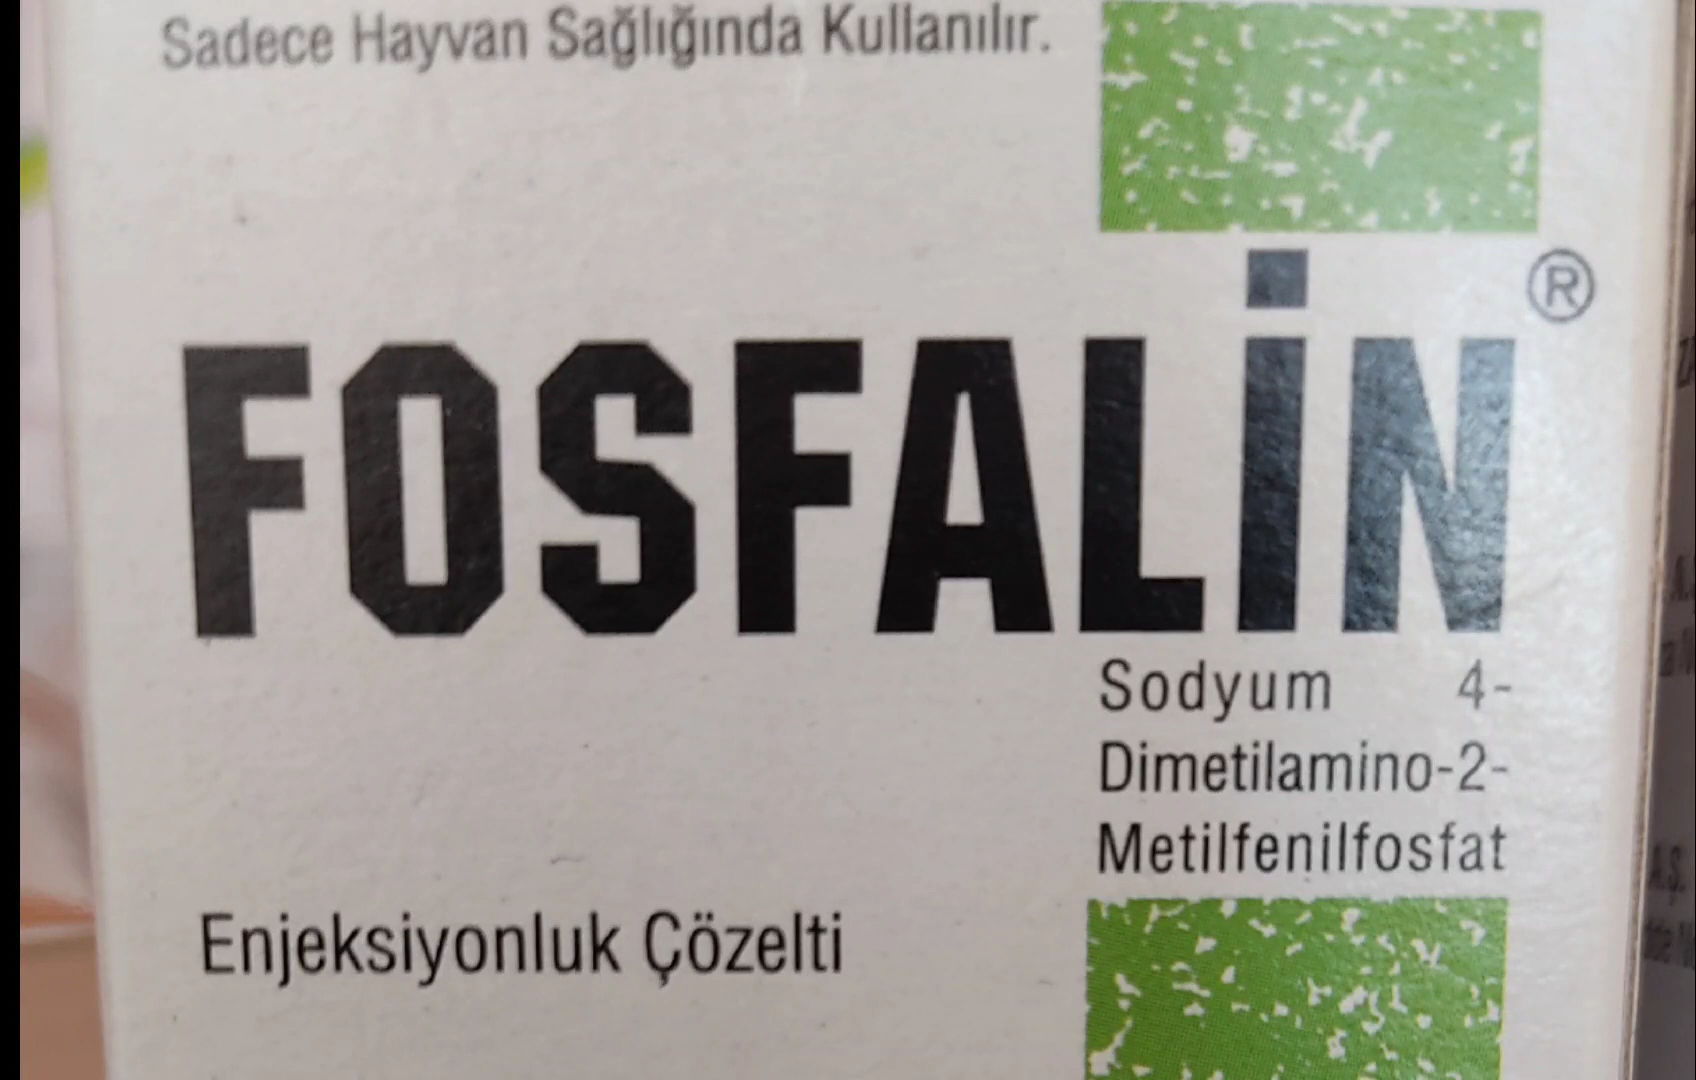 Sadece Hayvan Sağlığında Kullanılır.
FOSFALİN®
Sodyum 4-
Dimetilamino-2-
Metilfenilfosfat
Enjeksiyonluk Çözelti